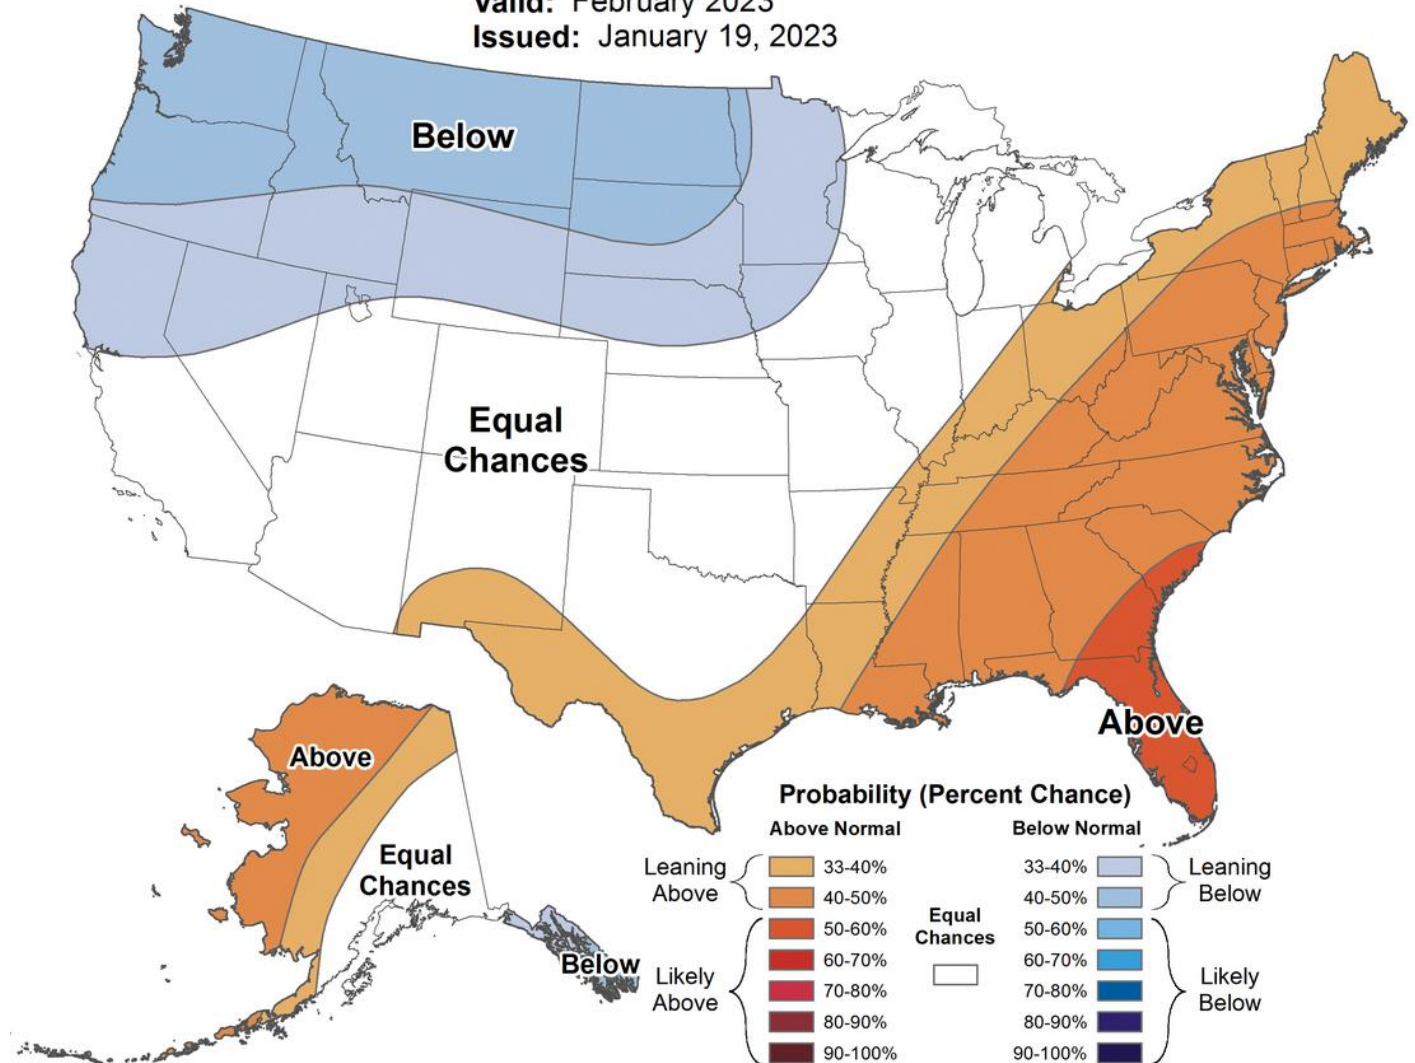 Valid: February 2023
Issued: January 19, 2023
Below
Equal
Chances
Above
Above
Equal
Chances
Below
Probability (Percent Chance)
Above Normal
Below Normal
Leaning
Above
33-40%
40-50%
50-60%
60-70%
70-80%
80-90%
90-100%
Likely
Above
Equal
Chances
33-40%
40-50%
50-60%
60-70%
70-80%
80-90%
90-100%
Leaning
Below
Likely
Below